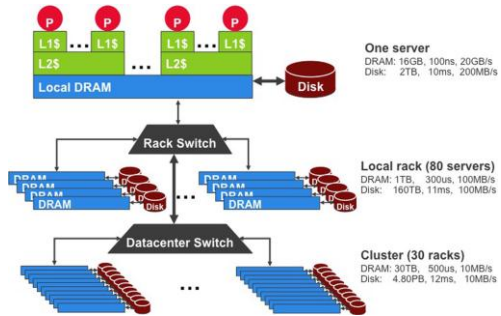 P P P P
L1$ ... L1$ L1$ ... L1$
L2$ ... L2$
Local DRAM
Disk
One server
DRAM: 16GB, 100ns, 20GB/s
Disk: 2TB, 10ms, 200MB/s
Rack Switch
DRAM
Disk
DRAM
Disk
Local rack (80 servers)
DRAM: 1TB, 300us, 100MB/s
Disk: 160TB, 11ms, 100MB/s
...
Datacenter Switch
Cluster (30 racks)
DRAM: 30TB, 500us, 10MB/s
Disk: 4.80PB, 12ms, 10MB/s
...